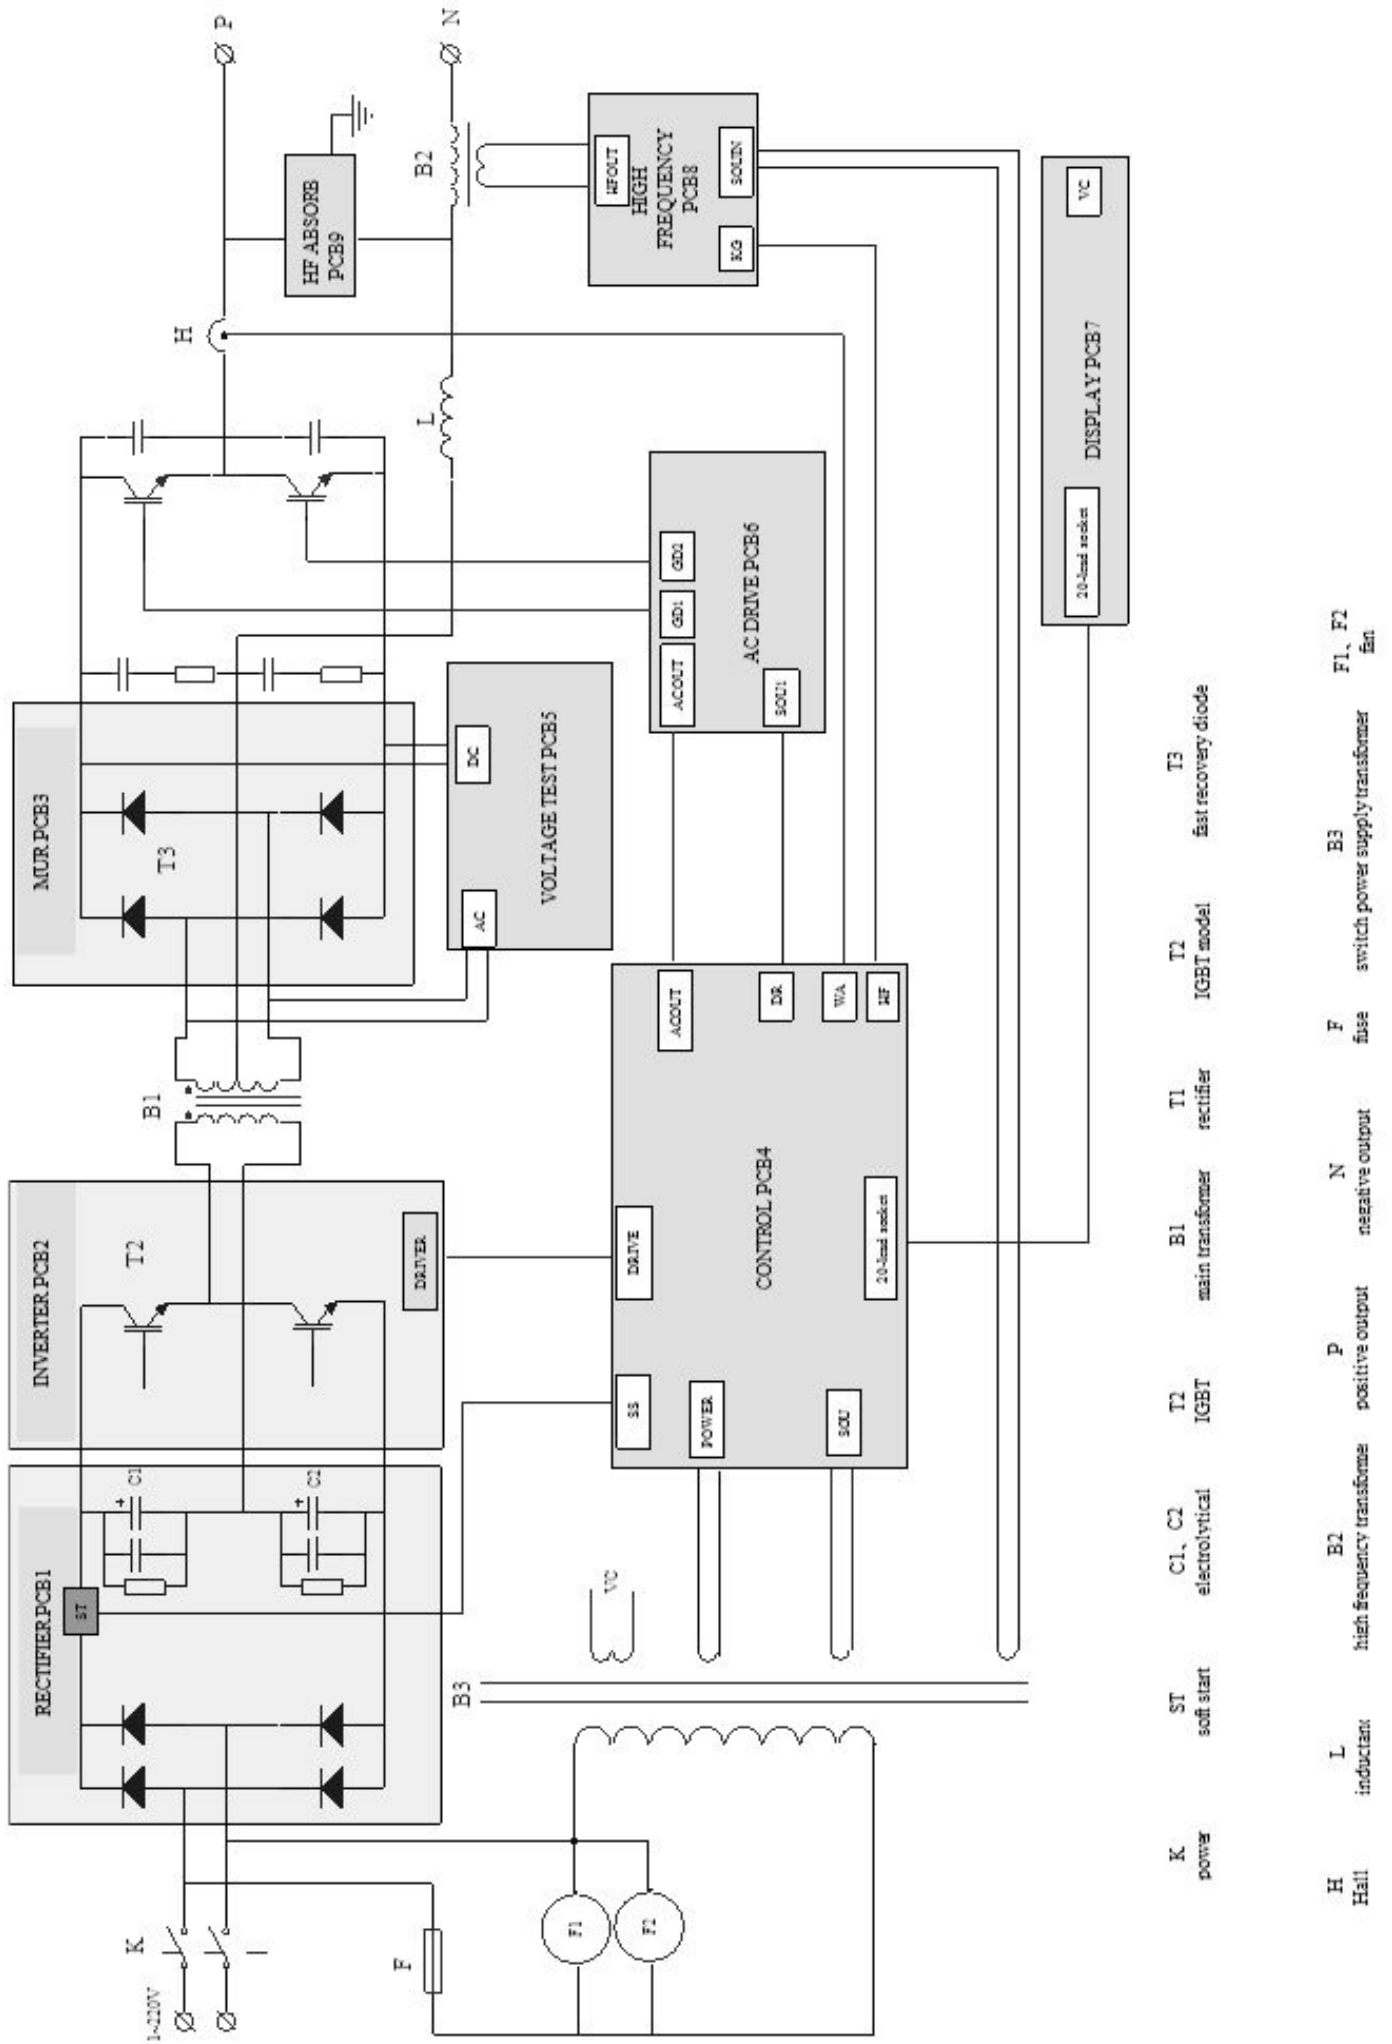 1~220V
K
F
F1
F2
RECTIFIER PCB1
ST
C1
+
C2
+
B3
VC
INVERTER PCB2
T2
DRIVER
B1
MUR PCB3
T3
AC
DC
VOLTAGE TEST PCB5
SS
DRIVE
POWER
SOU
CONTROL PCB4
20-lead socket
ACOUT
DR
WA
HF
ACOUT
GD1
GD2
SOU1
AC DRIVE PCB6
L
H
HF ABSORE
PCB9
B2
P
N
HFOUT
HIGH
FREQUENCY
PCB8
KG
SOUIN
20-lead socket
DISPLAY PCB7
VC
K
power
ST
soft start
C1、C2
electrolytical
T2
IGBT
B1
main transformer
T1
rectifier
T2
IGBT model
T3
fast recovery diode
H
Hall
L
inductanc
B2
high frequency transforme
P
positive output
N
negative output
F
fuse
B3
switch power supply transformer
F1、F2
fan